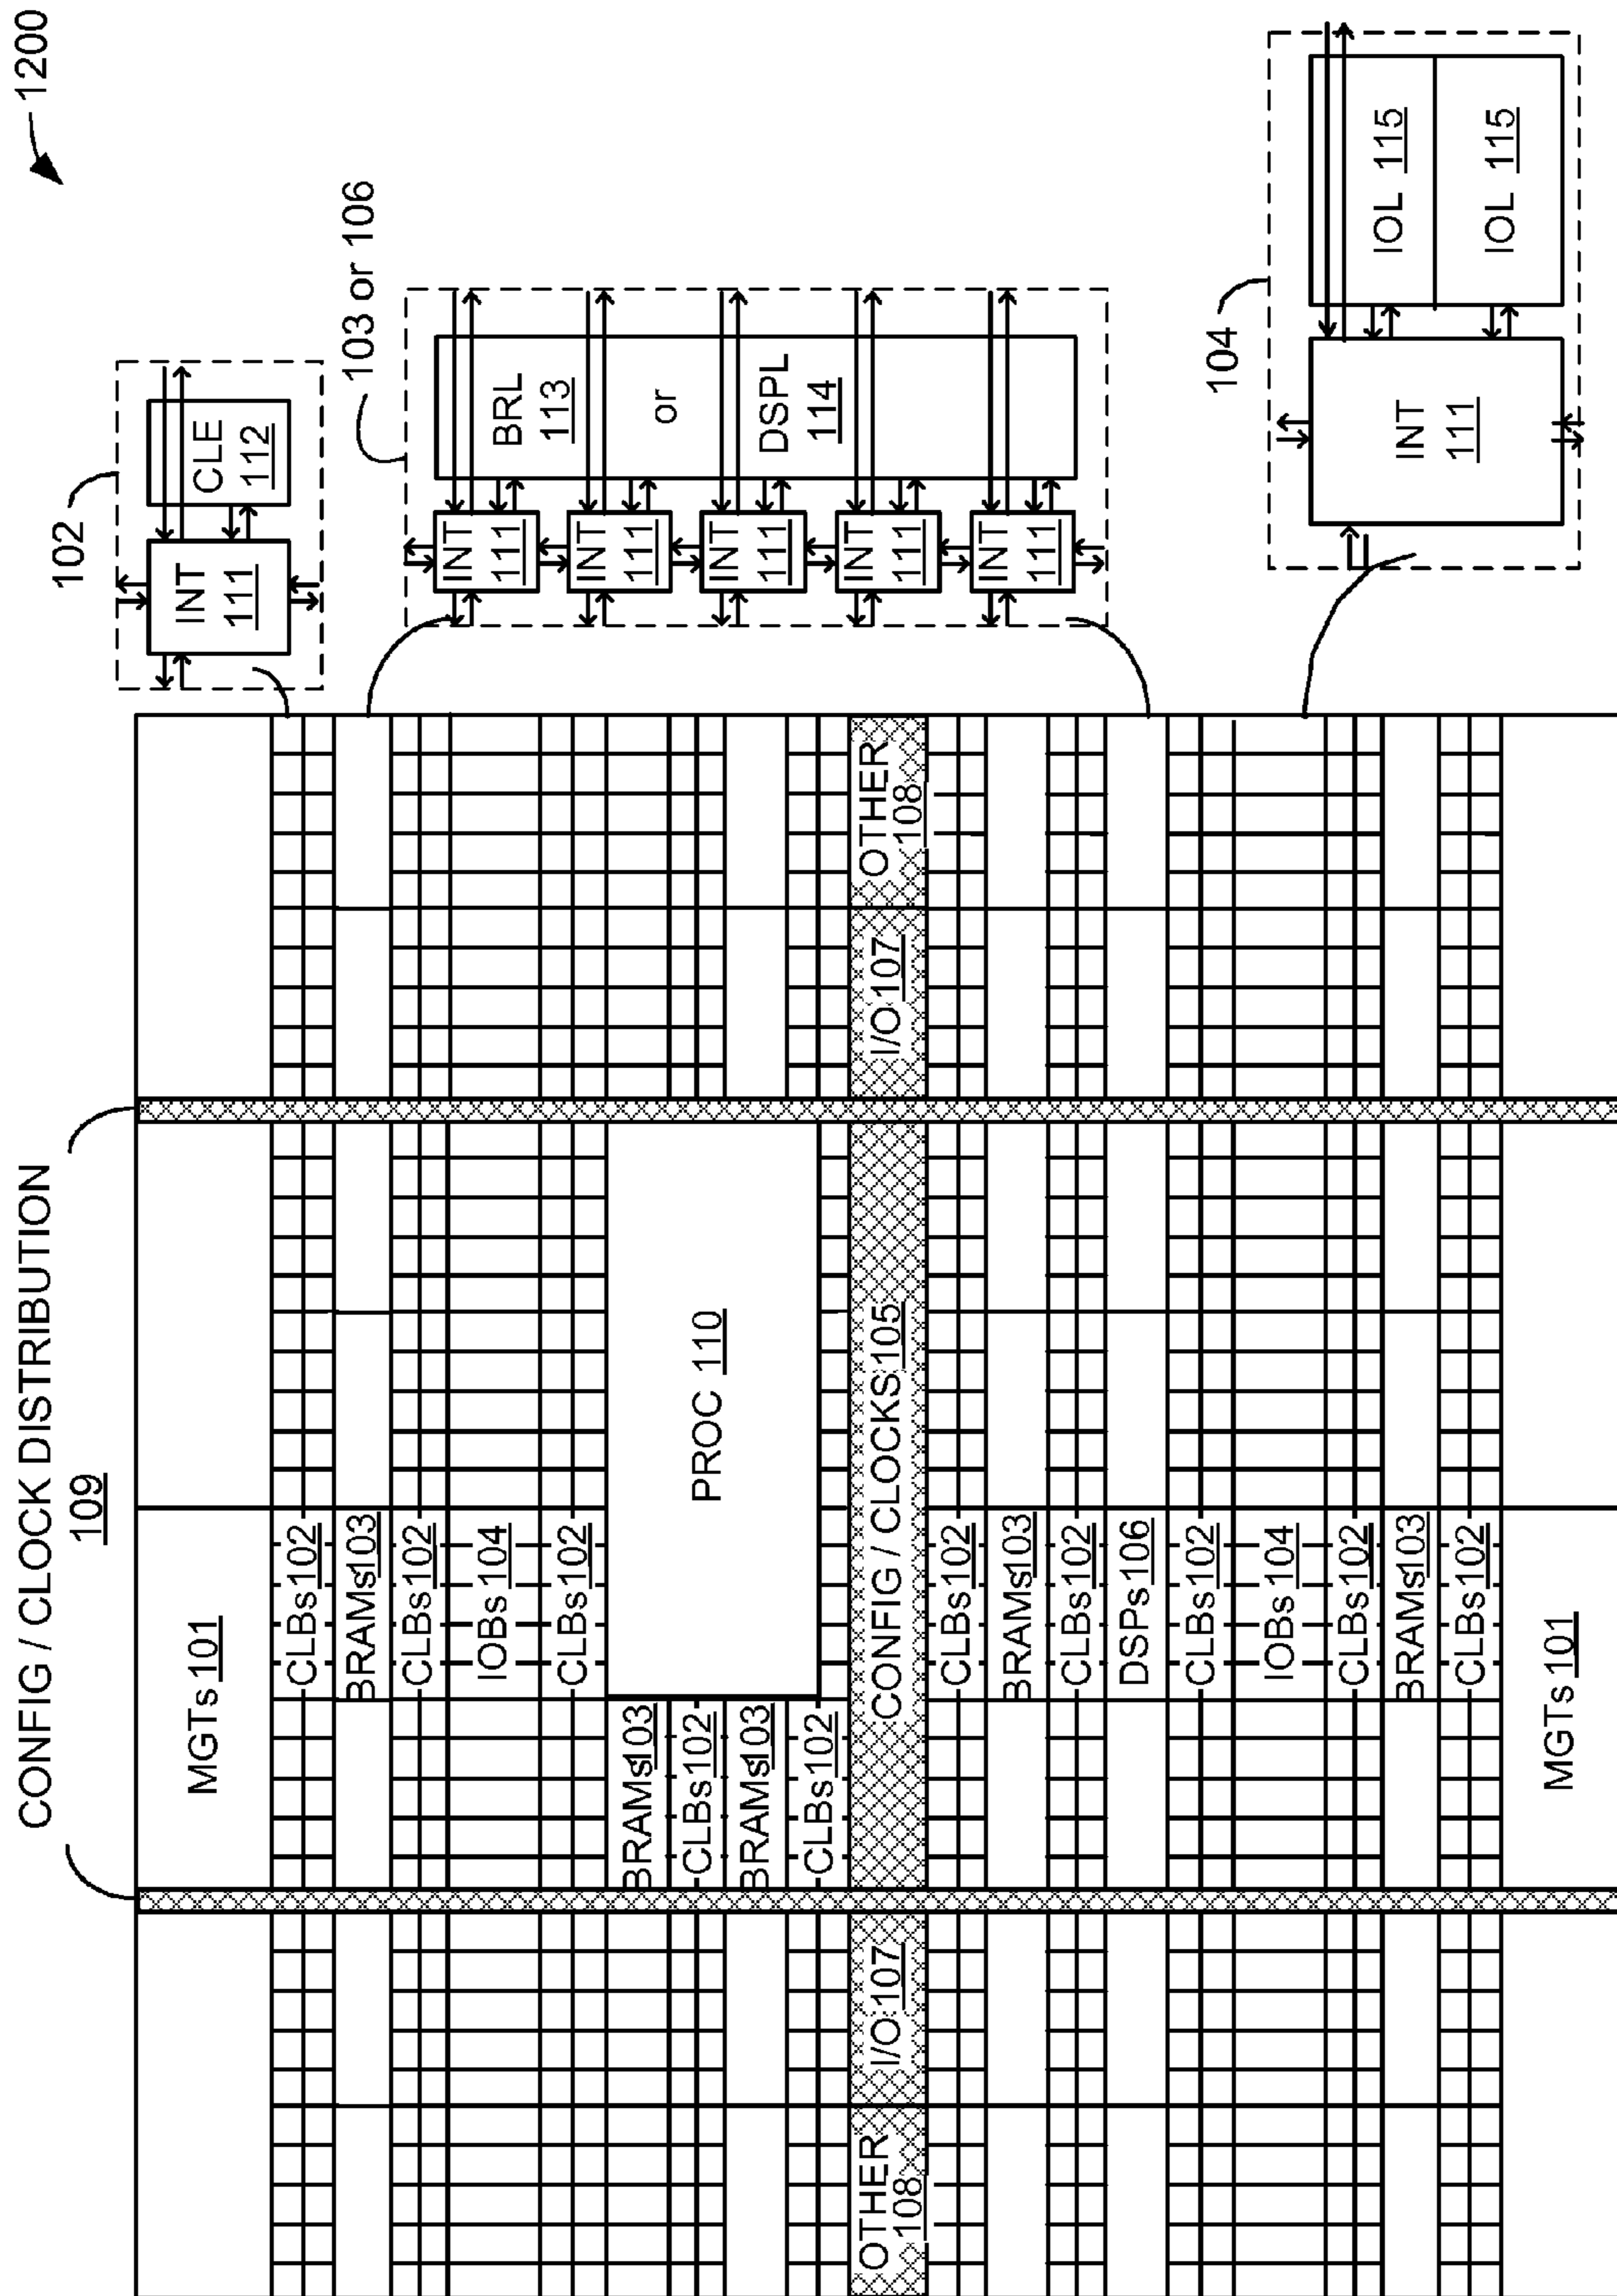 1200
CONFIG / CLOCK DISTRIBUTION
109
102
INT
111
CLE
112
103 or 106
INT
111
INT
111
INT
111
INT
111
INT
111
BRL
113
or
DSPL
114
104
INT
111
IOL 115
IOL 115
MGTs 101
CLBs 102
BRAMs 103
CLBs 102
IOBs 104
CLBs 102
BRAMs 103
CLBs 102
BRAMs 103
CLBs 102
PROC 110
OTHER
108
I/O 107
CONFIG / CLOCKS 105
I/O 107
OTHER
108
CLBs 102
BRAMs 103
CLBs 102
DSPs 106
CLBs 102
IOBs 104
CLBs 102
BRAMs 103
CLBs 102
MGTs 101